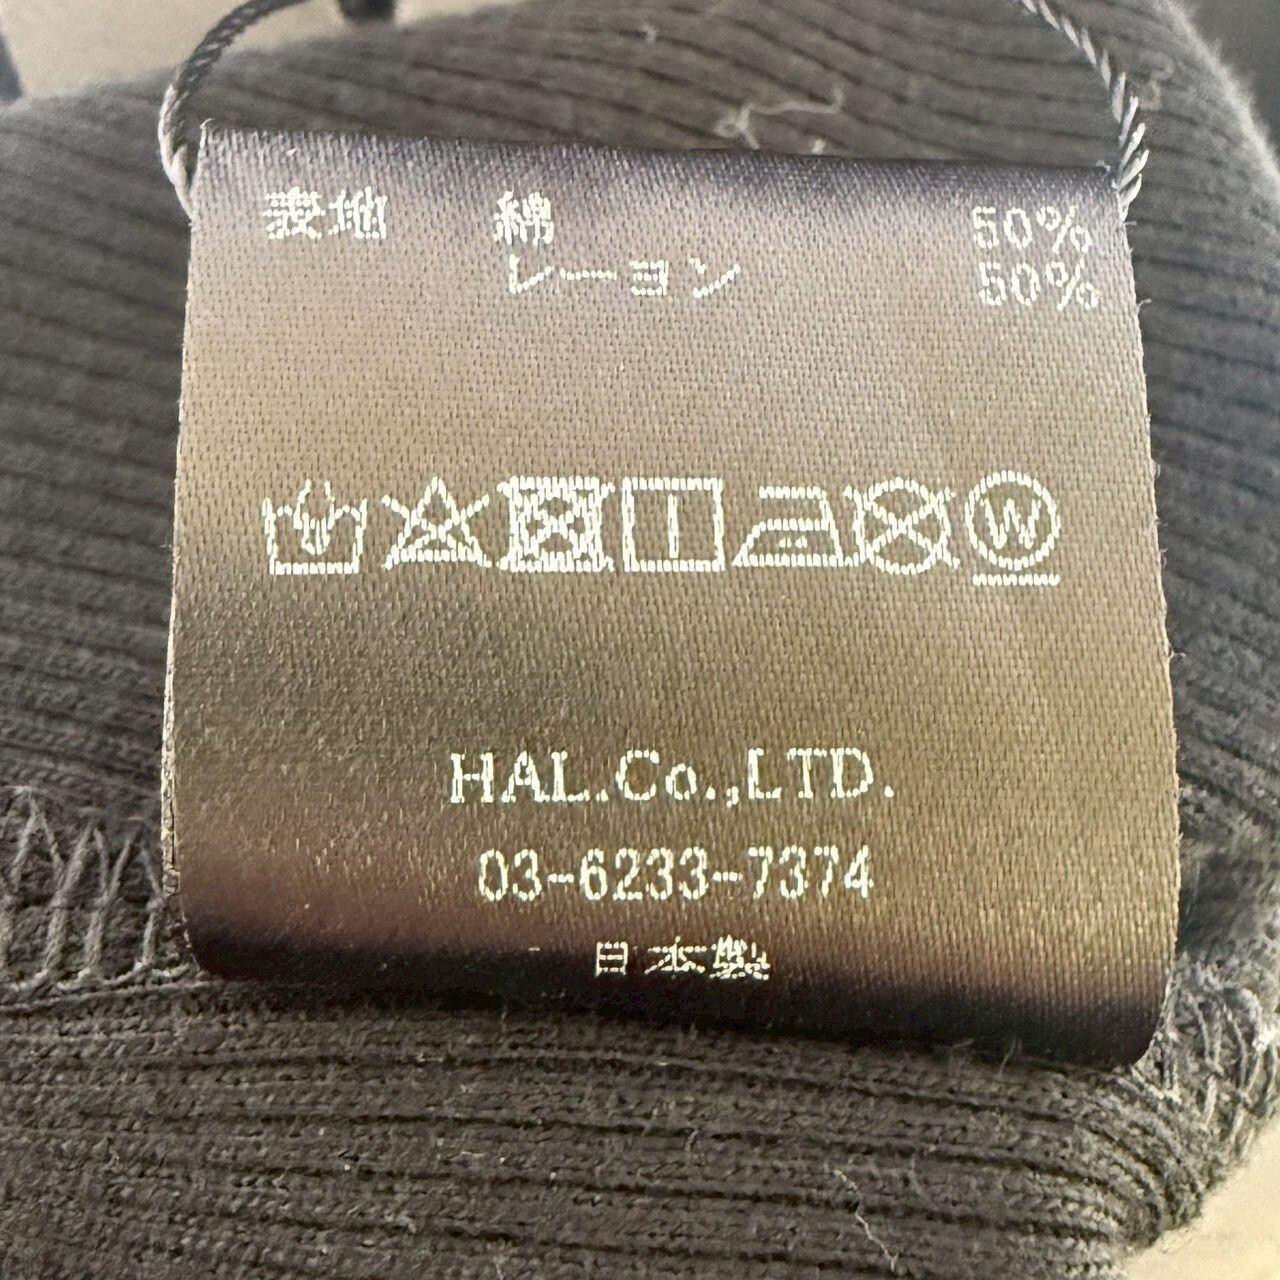 表地 綿 50%
レーヨン 50%
W
HAL.Co.,LTD.
03-6233-7374
日本製